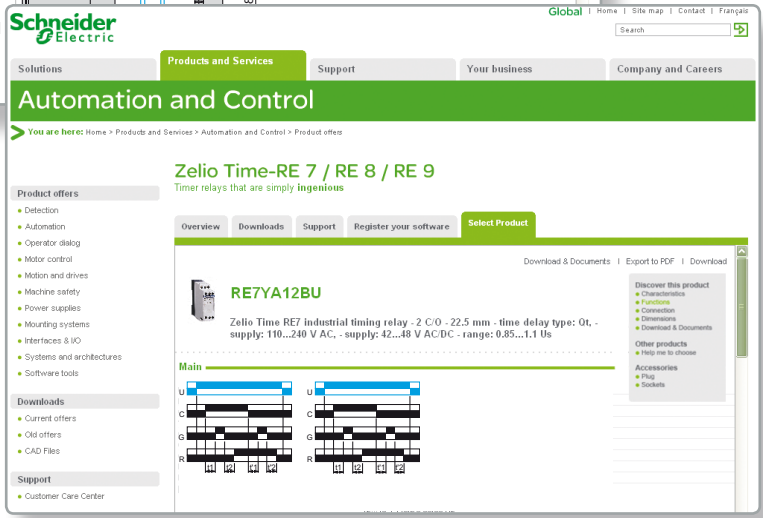 Global | Home | Site map | Contact | Français
Schneider
Electric
Search
Solutions
Products and Services
Support
Your business
Company and Careers
Automation and Control
You are here: Home > Products and Services > Automation and Control > Product offers
Zelio Time-RE 7 / RE 8 / RE 9
Timer relays that are simply ingenious
Product offers
Detection
Automation
Operator dialog
Motor control
Motion and drives
Machine safety
Power supplies
Mounting systems
Interfaces & I/O
Systems and architectures
Software tools
Downloads
Current offers
Old offers
CAD Files
Support
Customer Care Center
Overview
Downloads
Support
Register your software
Select Product
Download & Documents | Export to PDF | Download
RE7YA12BU
Zelio Time RE7 industrial timing relay - 2 C/O - 22.5 mm - time delay type: Qt, -
supply: 110...240 V AC, - supply: 42...48 V AC/DC - range: 0.85...1.1 Us
Discover this product
Characteristics
Functions
Connection
Dimensions
Download & Documents
Other products
Help me to choose
Accessories
Plug
Sockets
Main
U
U
C
C
G
G
R
R
t1 t2 t'1 t'2
t1 t2 t'1 t'2